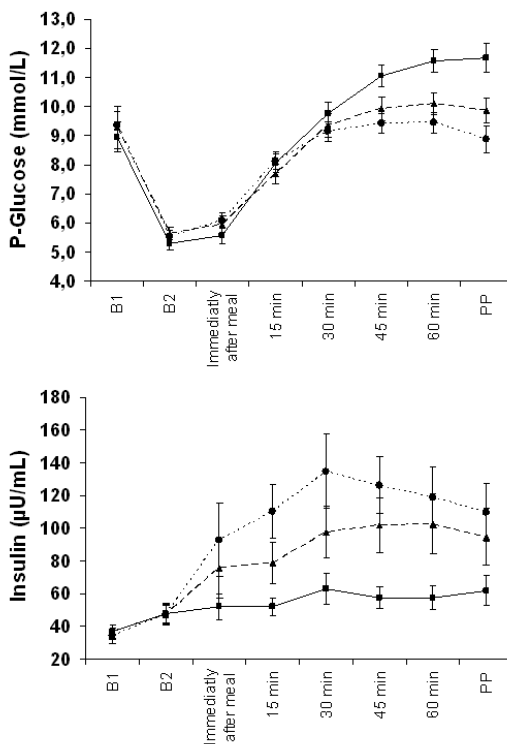 P-Glucose (mmol/L)
13,0
12,0
11,0
10,0
9,0
8,0
7,0
6,0
5,0
4,0
B1
B2
Immediatly
after meal
15 min
30 min
45 min
60 min
PP
Insulin (µU/mL)
180
160
140
120
100
80
60
40
20
B1
B2
Immediatly
after meal
15 min
30 min
45 min
60 min
PP